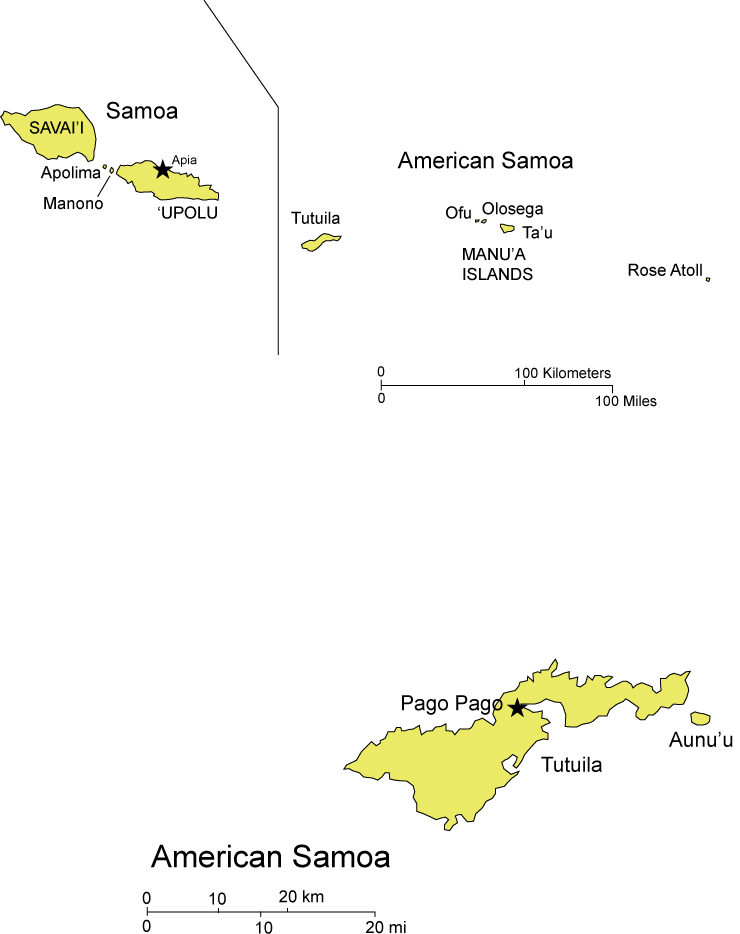 Samoa
SAVAI'I
Apia
Apolima
Manono
‘UPOLU
American Samoa
Tutuila
Ofu
Olosega
Ta'u
MANU'A
ISLANDS
Rose Atoll
0
100 Kilometers
0
100 Miles
Pago Pago
Aunu'u
Tutuila
American Samoa
0
10
20 km
0
10
20 mi